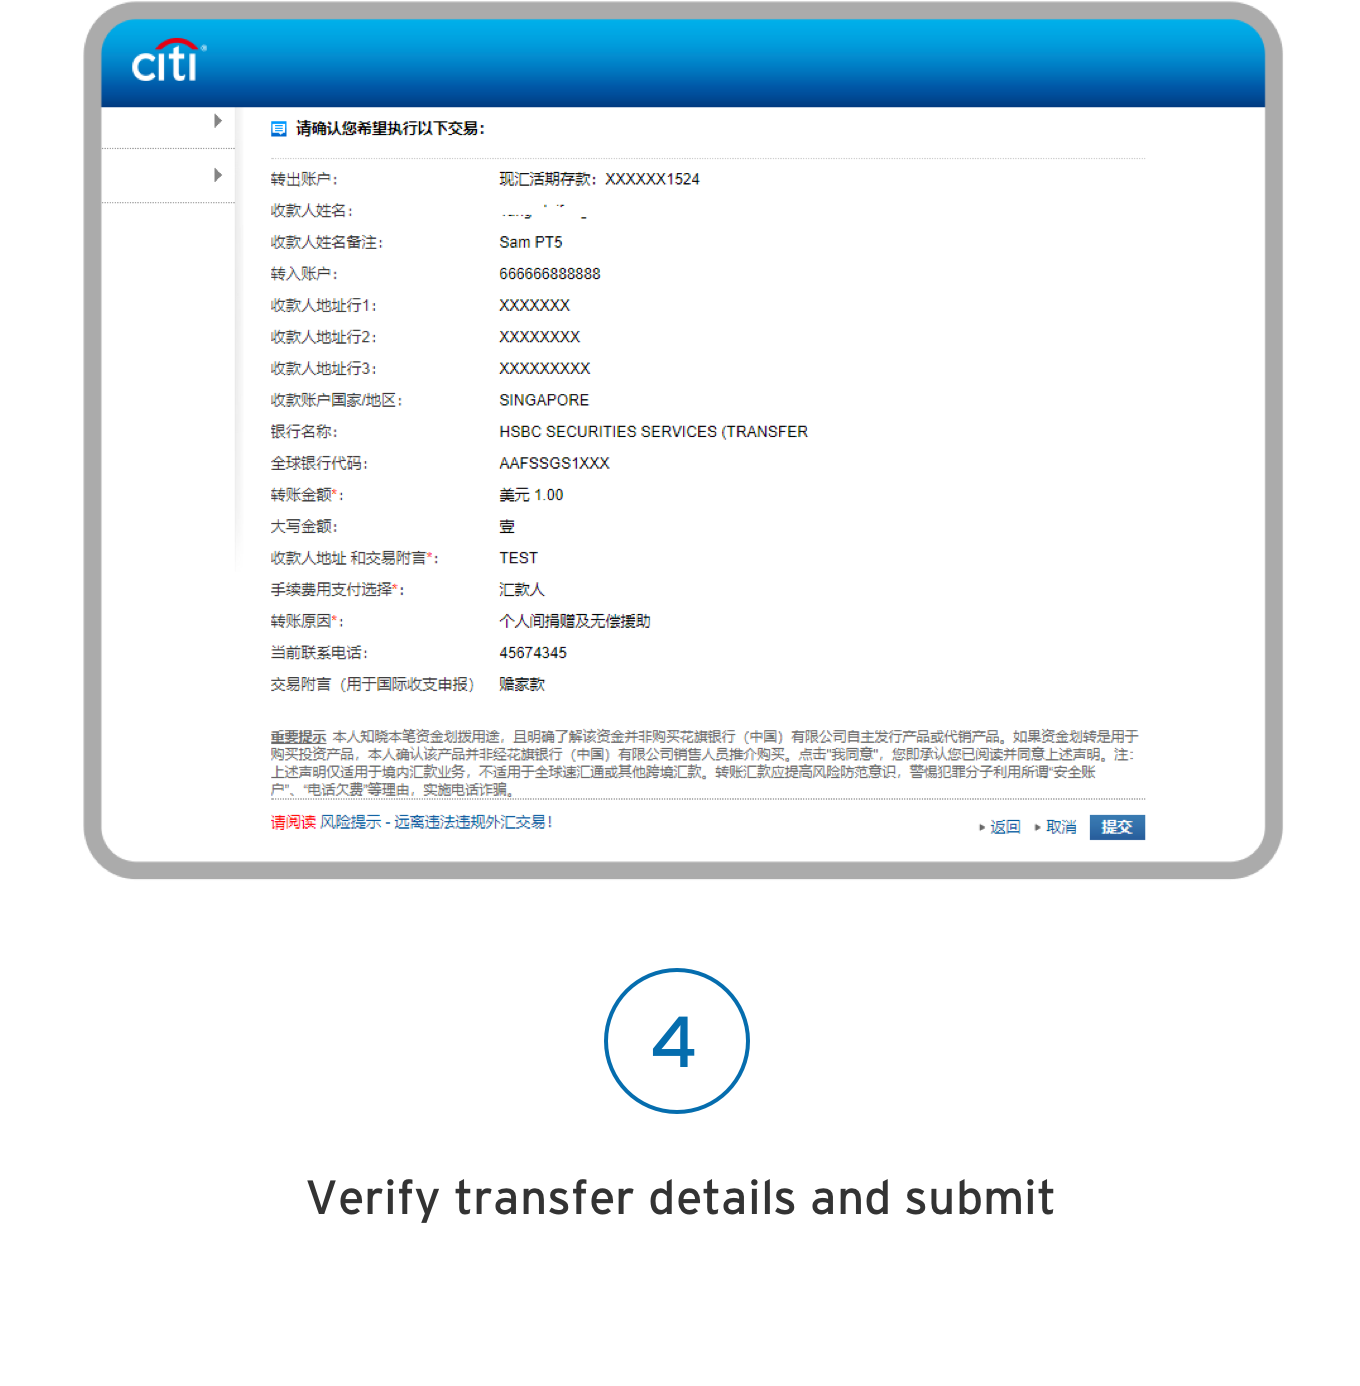 citi®
请确认您希望执行以下交易：
转出账户： 现汇活期存款：XXXXXX1524
收款人姓名：
收款人姓名备注： Sam PT5
转入账户： 666666888888
收款人地址行1： XXXXXXX
收款人地址行2： XXXXXXXX
收款人地址行3： XXXXXXXXX
收款账户国家/地区： SINGAPORE
银行名称： HSBC SECURITIES SERVICES (TRANSFER
全球银行代码： AAFSSGS1XXX
转账金额*： 美元 1.00
大写金额： 壹
收款人地址 和交易附言*： TEST
手续费用支付选择*： 汇款人
转账原因*： 个人间捐赠及无偿援助
当前联系电话： 45674345
交易附言（用于国际收支申报） 赡家款
重要提示 本人知晓本笔资金划拨用途，且明确了解该资金并非购买花旗银行（中国）有限公司自主发行产品或代销产品。如果资金划转是用于
购买投资产品，本人确认该产品并非经花旗银行（中国）有限公司销售人员推介购买。点击"我同意"，您即承认您已阅读并同意上述声明。注：
上述声明仅适用于境内汇款业务，不适用于全球速汇通或其他跨境汇款。转账汇款应提高风险防范意识，警惕犯罪分子利用所谓“安全账
户”、“电话欠费”等理由，实施电话诈骗。
请阅读 风险提示 - 远离违法违规外汇交易！
返回 取消 提交
4
Verify transfer details and submit